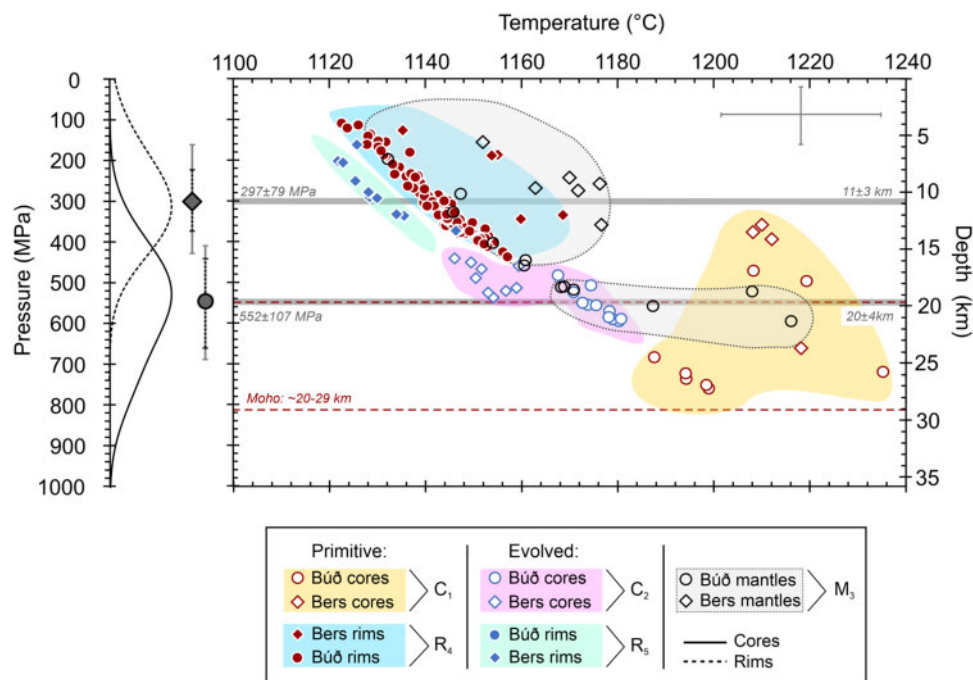 Temperature (°C)
1100 1120 1140 1160 1180 1200 1220 1240
Pressure (MPa)
0
100
200
300
400
500
600
700
800
900
1000
Depth (km)
5
10
15
20
25
30
35
297±79 MPa
11±3 km
552±107 MPa
20±4km
Moho: ~20-29 km
Primitive:
Búð cores
Bers cores
C1
Bers rims
Búð rims
R4
Evolved:
Búð cores
Bers cores
C2
Búð rims
Bers rims
R5
Búð mantles
Bers mantles
M3
Cores
Rims